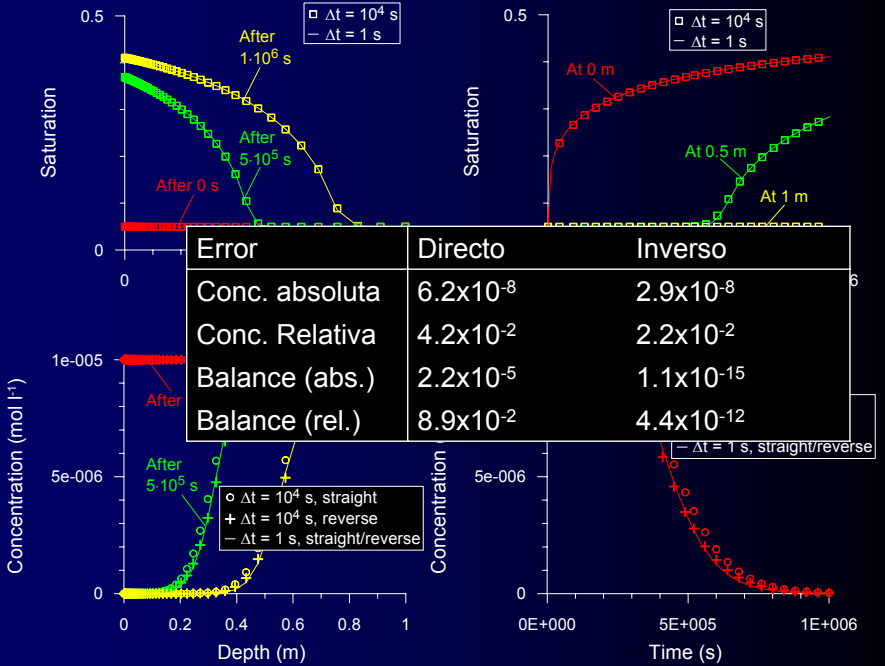 0.5
After
1·10⁶ s
Δt = 10⁴ s
Δt = 1 s
Saturation
After
5·10⁵ s
After 0 s
0
0
0.5
Δt = 10⁴ s
Δt = 1 s
At 0 m
Saturation
At 0.5 m
At 1 m
0
6
Error Directo Inverso
Conc. absoluta 6.2x10⁻⁸ 2.9x10⁻⁸
Conc. Relativa 4.2x10⁻² 2.2x10⁻²
Balance (abs.) 2.2x10⁻⁵ 1.1x10⁻¹⁵
Balance (rel.) 8.9x10⁻² 4.4x10⁻¹²
1e-005
After
Concentration (mol l⁻¹)
After
5·10⁵ s
5e-006
Δt = 10⁴ s, straight
Δt = 10⁴ s, reverse
Δt = 1 s, straight/reverse
0
0 0.2 0.4 0.6 0.8 1
Depth (m)
Δt = 1 s, straight/reverse
Concentration
5e-006
0
0E+000 5E+005 1E+006
Time (s)